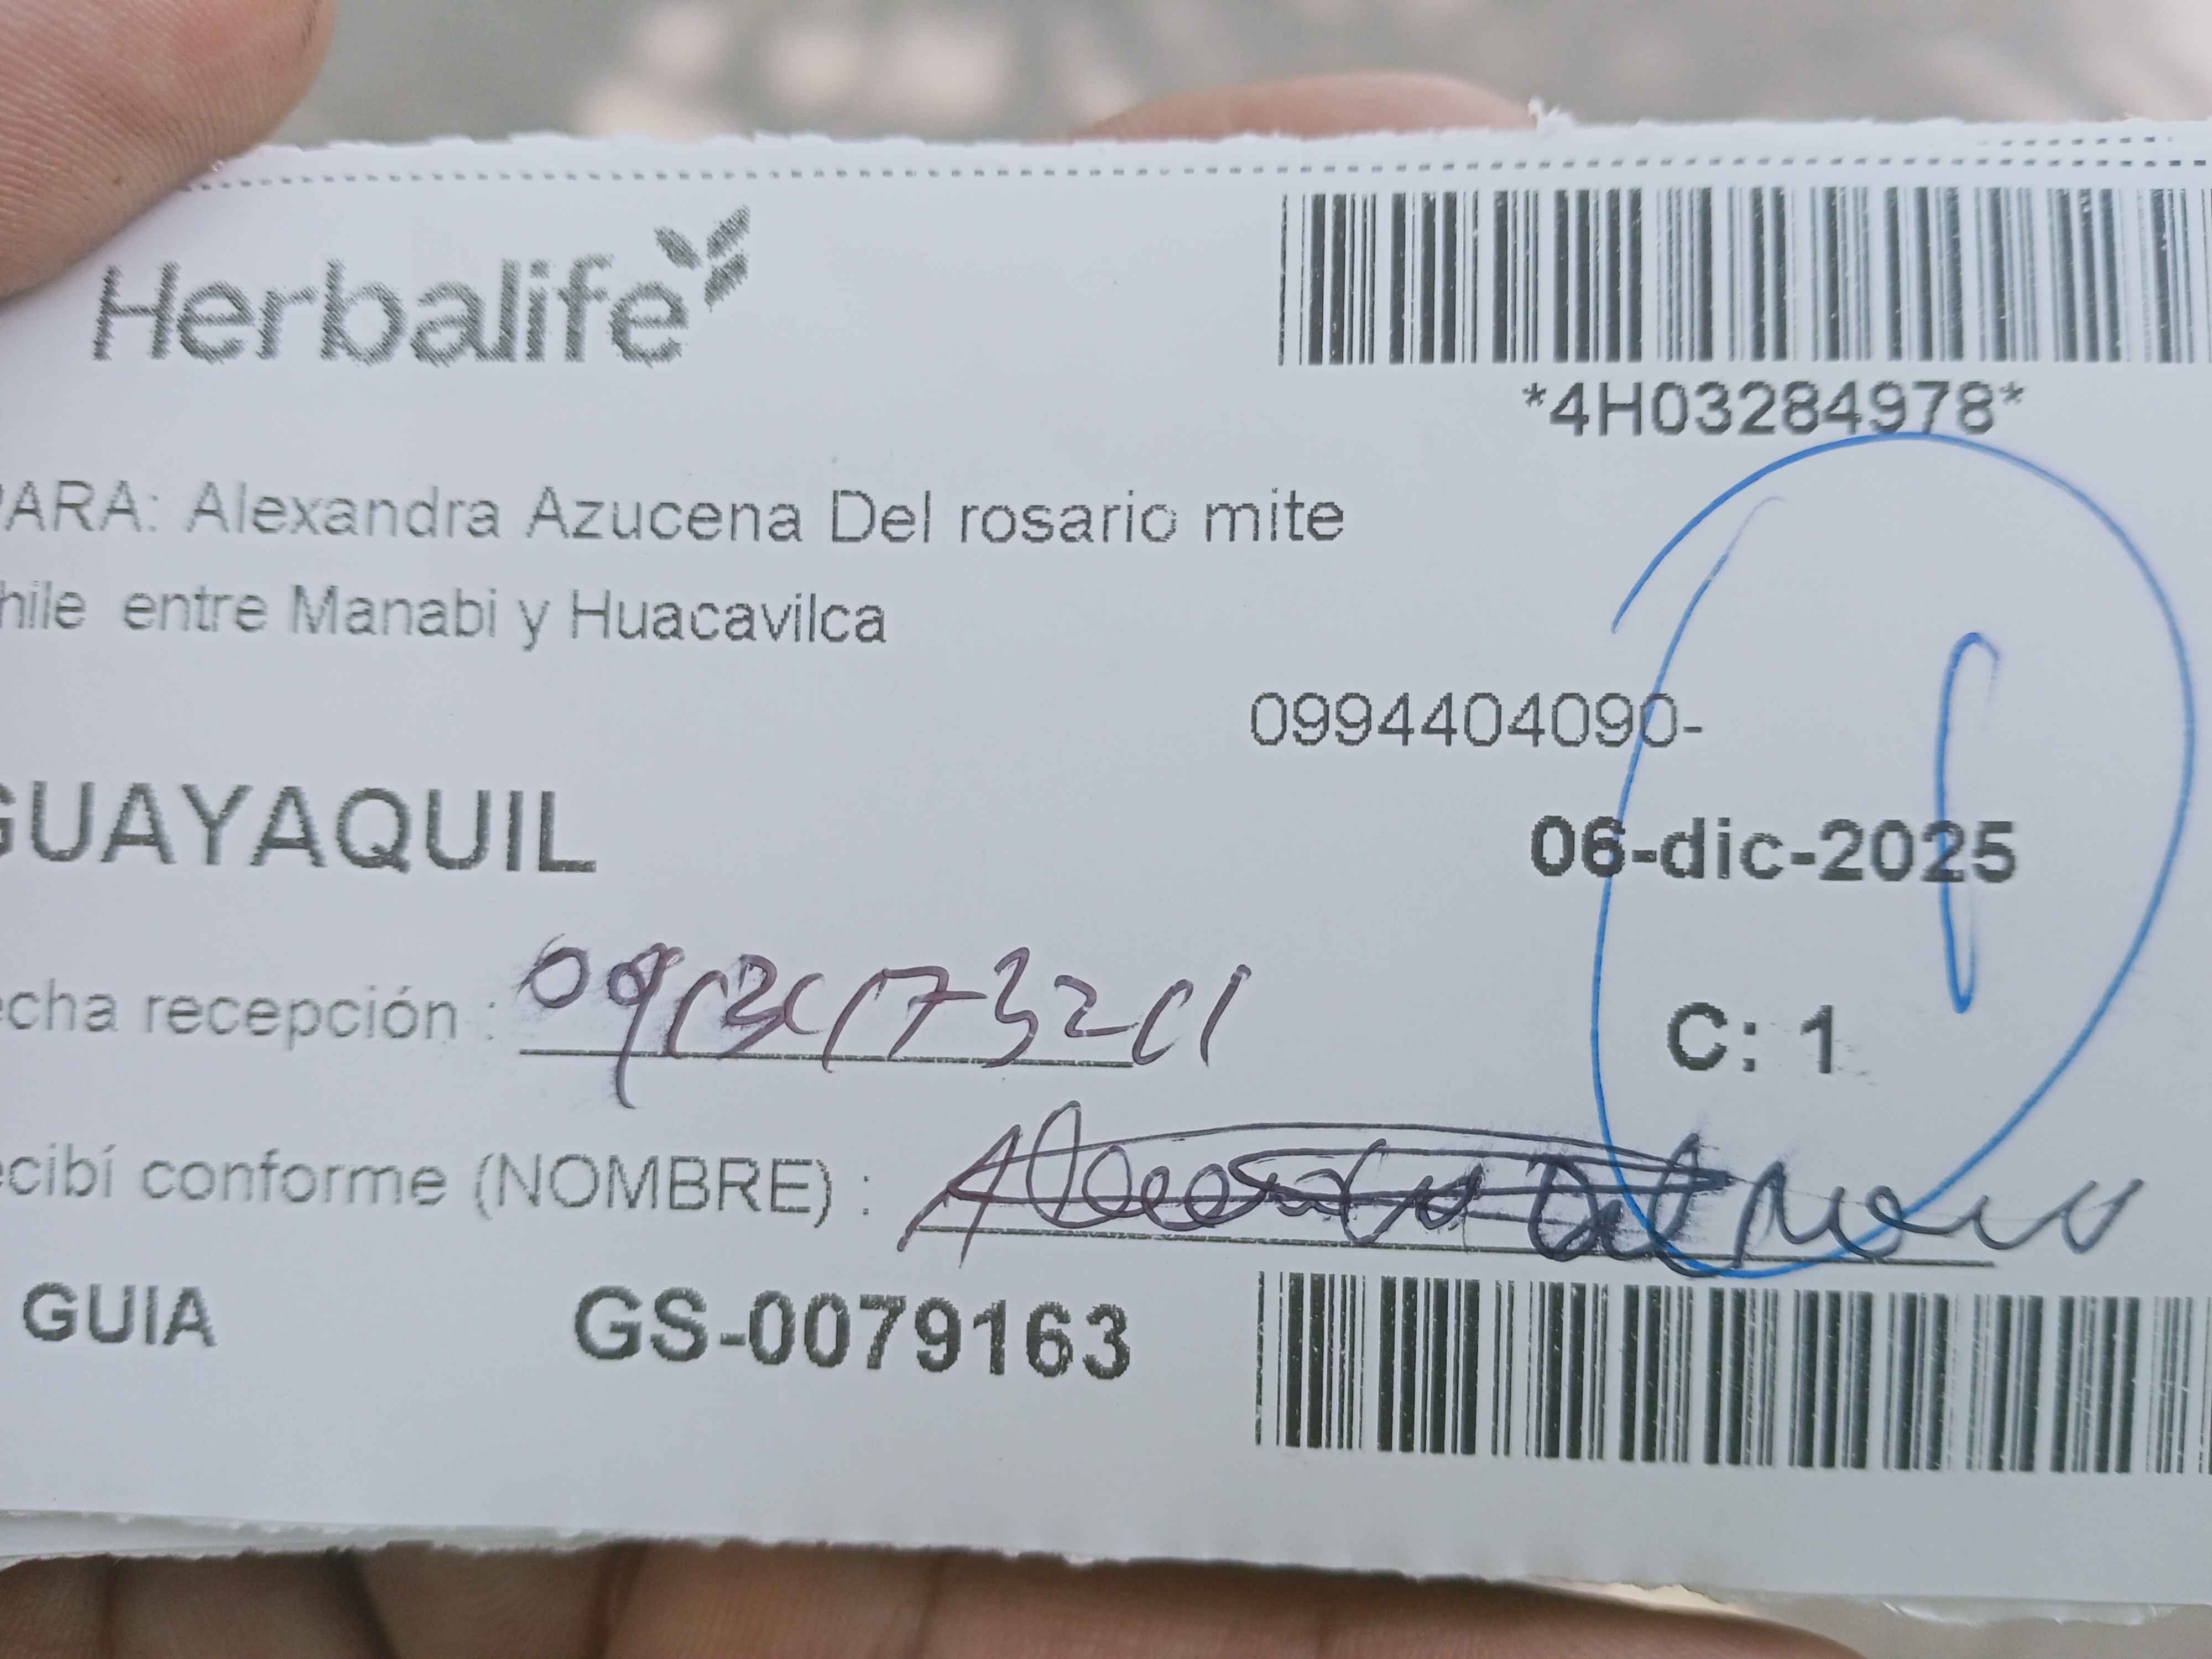 Herbalife
*4H03284978*
PARA: Alexandra Azucena Del rosario mite
hile entre Manabi y Huacavilca
0994404090-
GUAYAQUIL
06-dic-2025
echa recepción :
C: 1
ecibí conforme (NOMBRE) :
GUIA GS-0079163